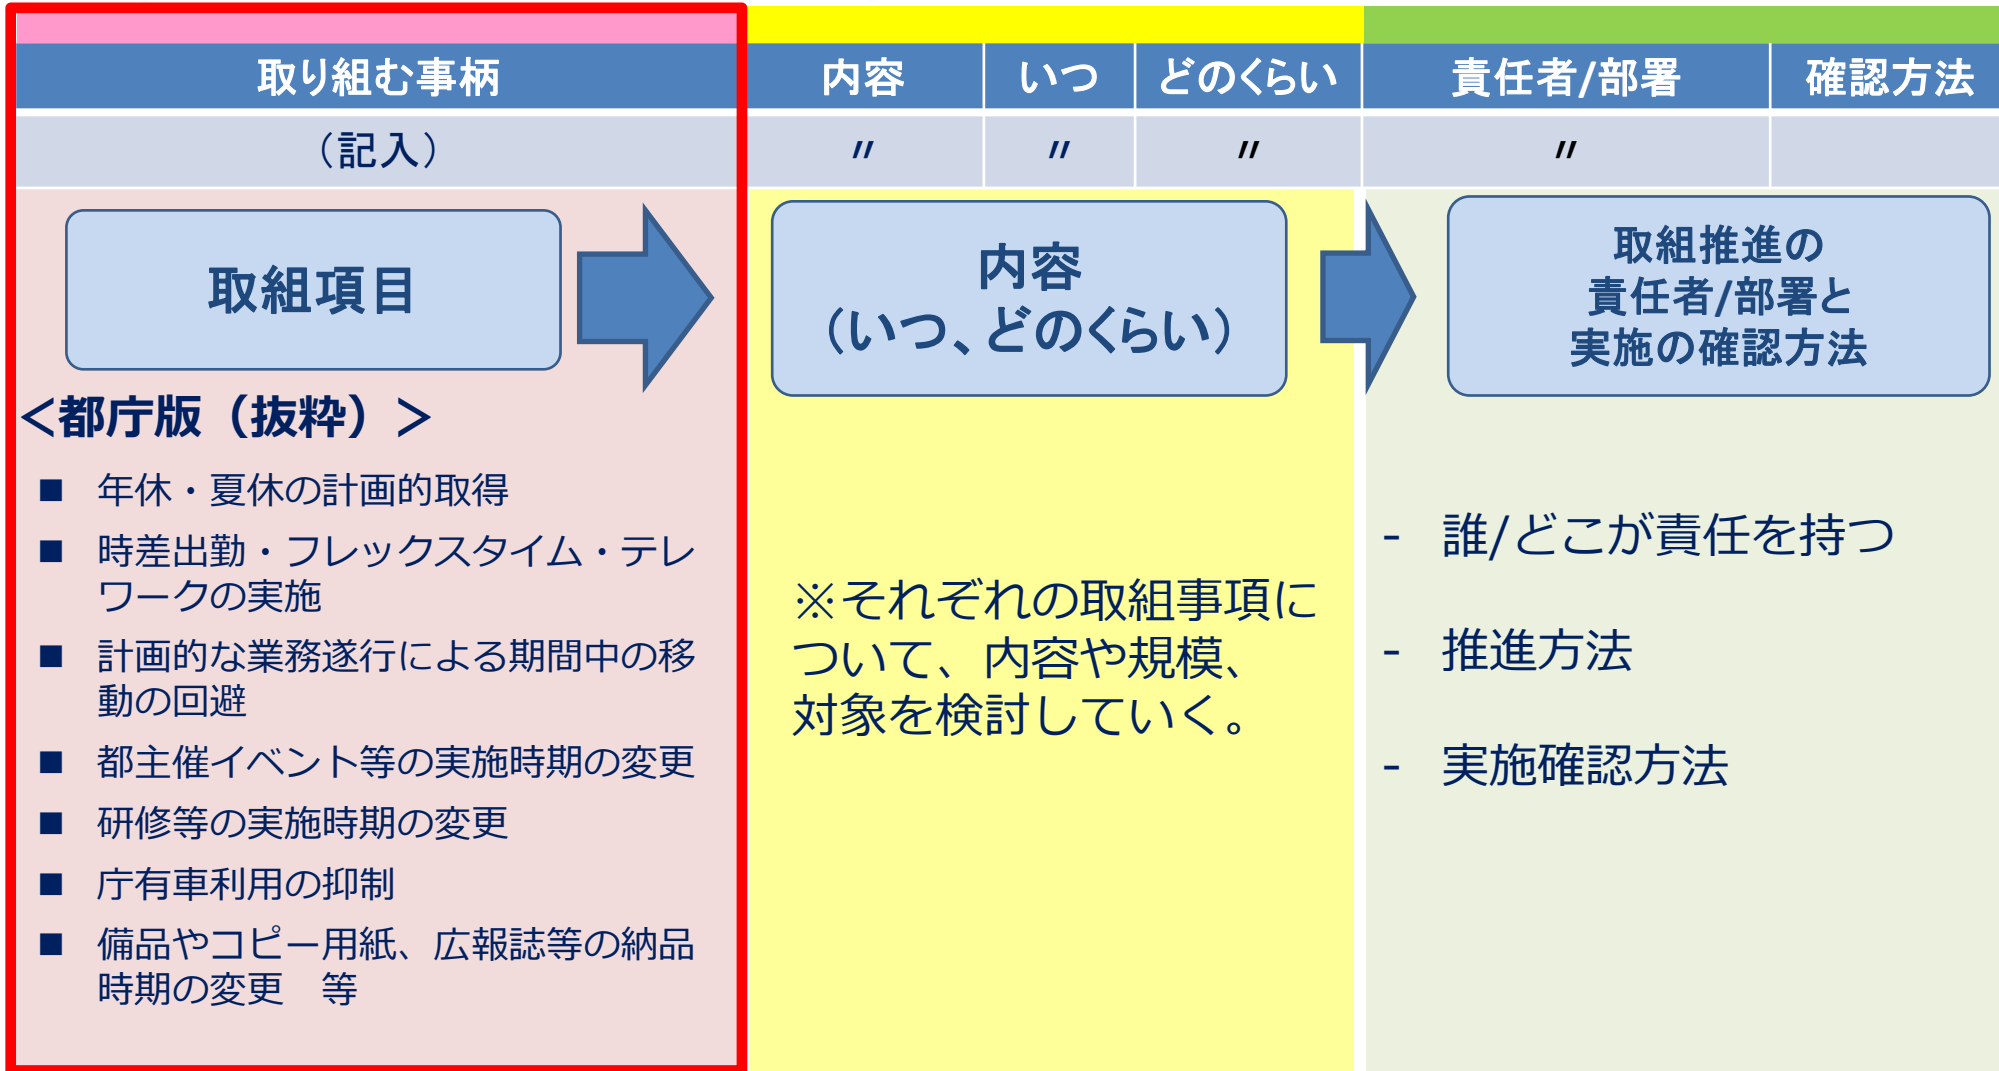 取り組む事柄
内容
いつ
どのくらい
責任者/部署
確認方法
（記入）
〃
〃
〃
〃
取組項目
＜都庁版（抜粋）＞
■ 年休・夏休の計画的取得
■ 時差出勤・フレックスタイム・テレ
ワークの実施
■ 計画的な業務遂行による期間中の移
動の回避
■ 都主催イベント等の実施時期の変更
■ 研修等の実施時期の変更
■ 庁有車利用の抑制
■ 備品やコピー用紙、広報誌等の納品
時期の変更　等
内容
（いつ、どのくらい）
※それぞれの取組事項に
ついて、内容や規模、
対象を検討していく。
取組推進の
責任者/部署と
実施の確認方法
- 誰/どこが責任を持つ
- 推進方法
- 実施確認方法